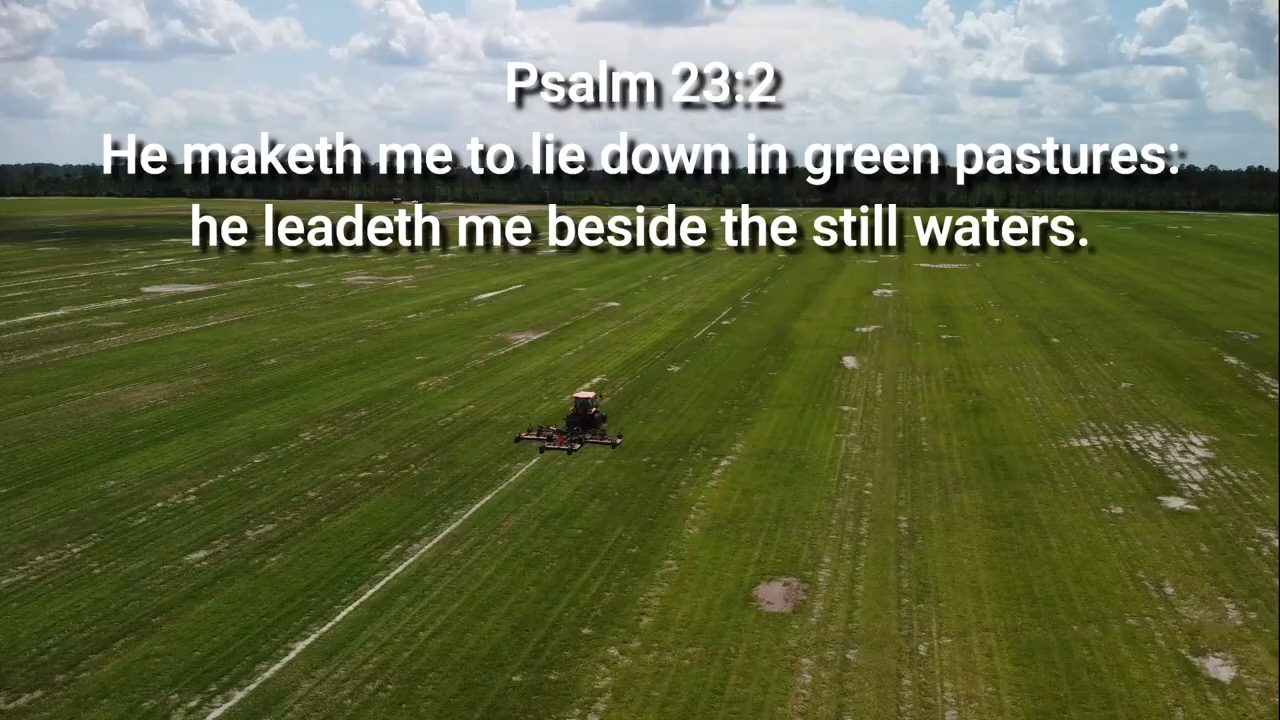 Psalm 23:2
He maketh me to lie down in green pastures:
he leadeth me beside the still waters.